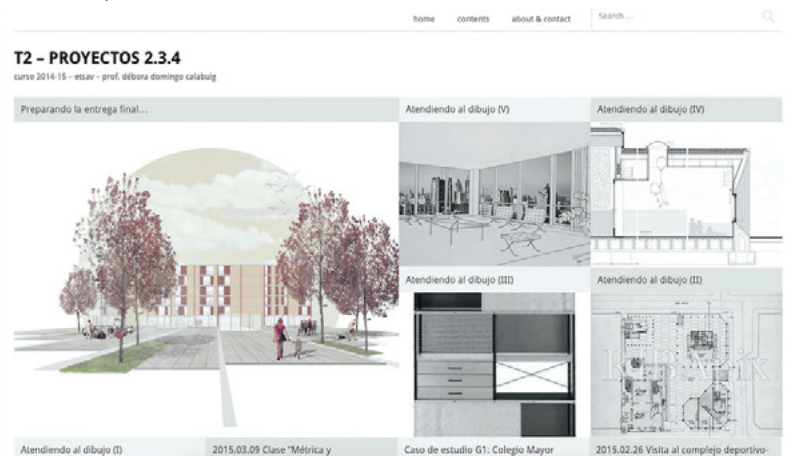 home contents about & contact Search ...
T2 – PROYECTOS 2.3.4
curso 2014-15 – etsav – prof. débora domingo calabuig
Preparando la entrega final...
Atendiendo al dibujo (V)
Atendiendo al dibujo (IV)
Atendiendo al dibujo (III)
Atendiendo al dibujo (II)
Atendiendo al dibujo (I)
2015.03.09 Clase "Métrica y
Caso de estudio G1: Colegio Mayor
2015.02.26 Visita al complejo deportivo-